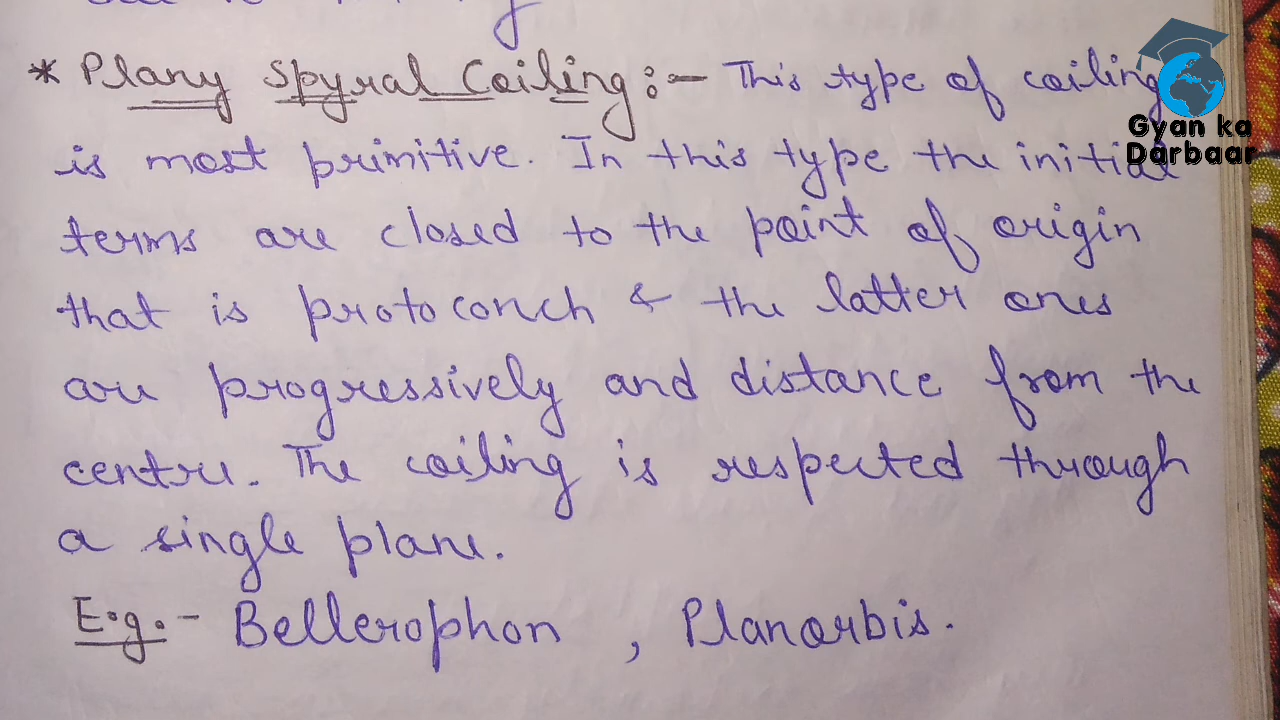 * Plany Spyral Coiling :- This type of coiling
is most primitive. In this type the initial
terms are closed to the point of origin
that is protoconch & the latter ones
are progressively and distance from the
centre. The coiling is respected through
a single plane.
E.g.- Bellerophon , Planorbis.
Gyan ka
Darbaar